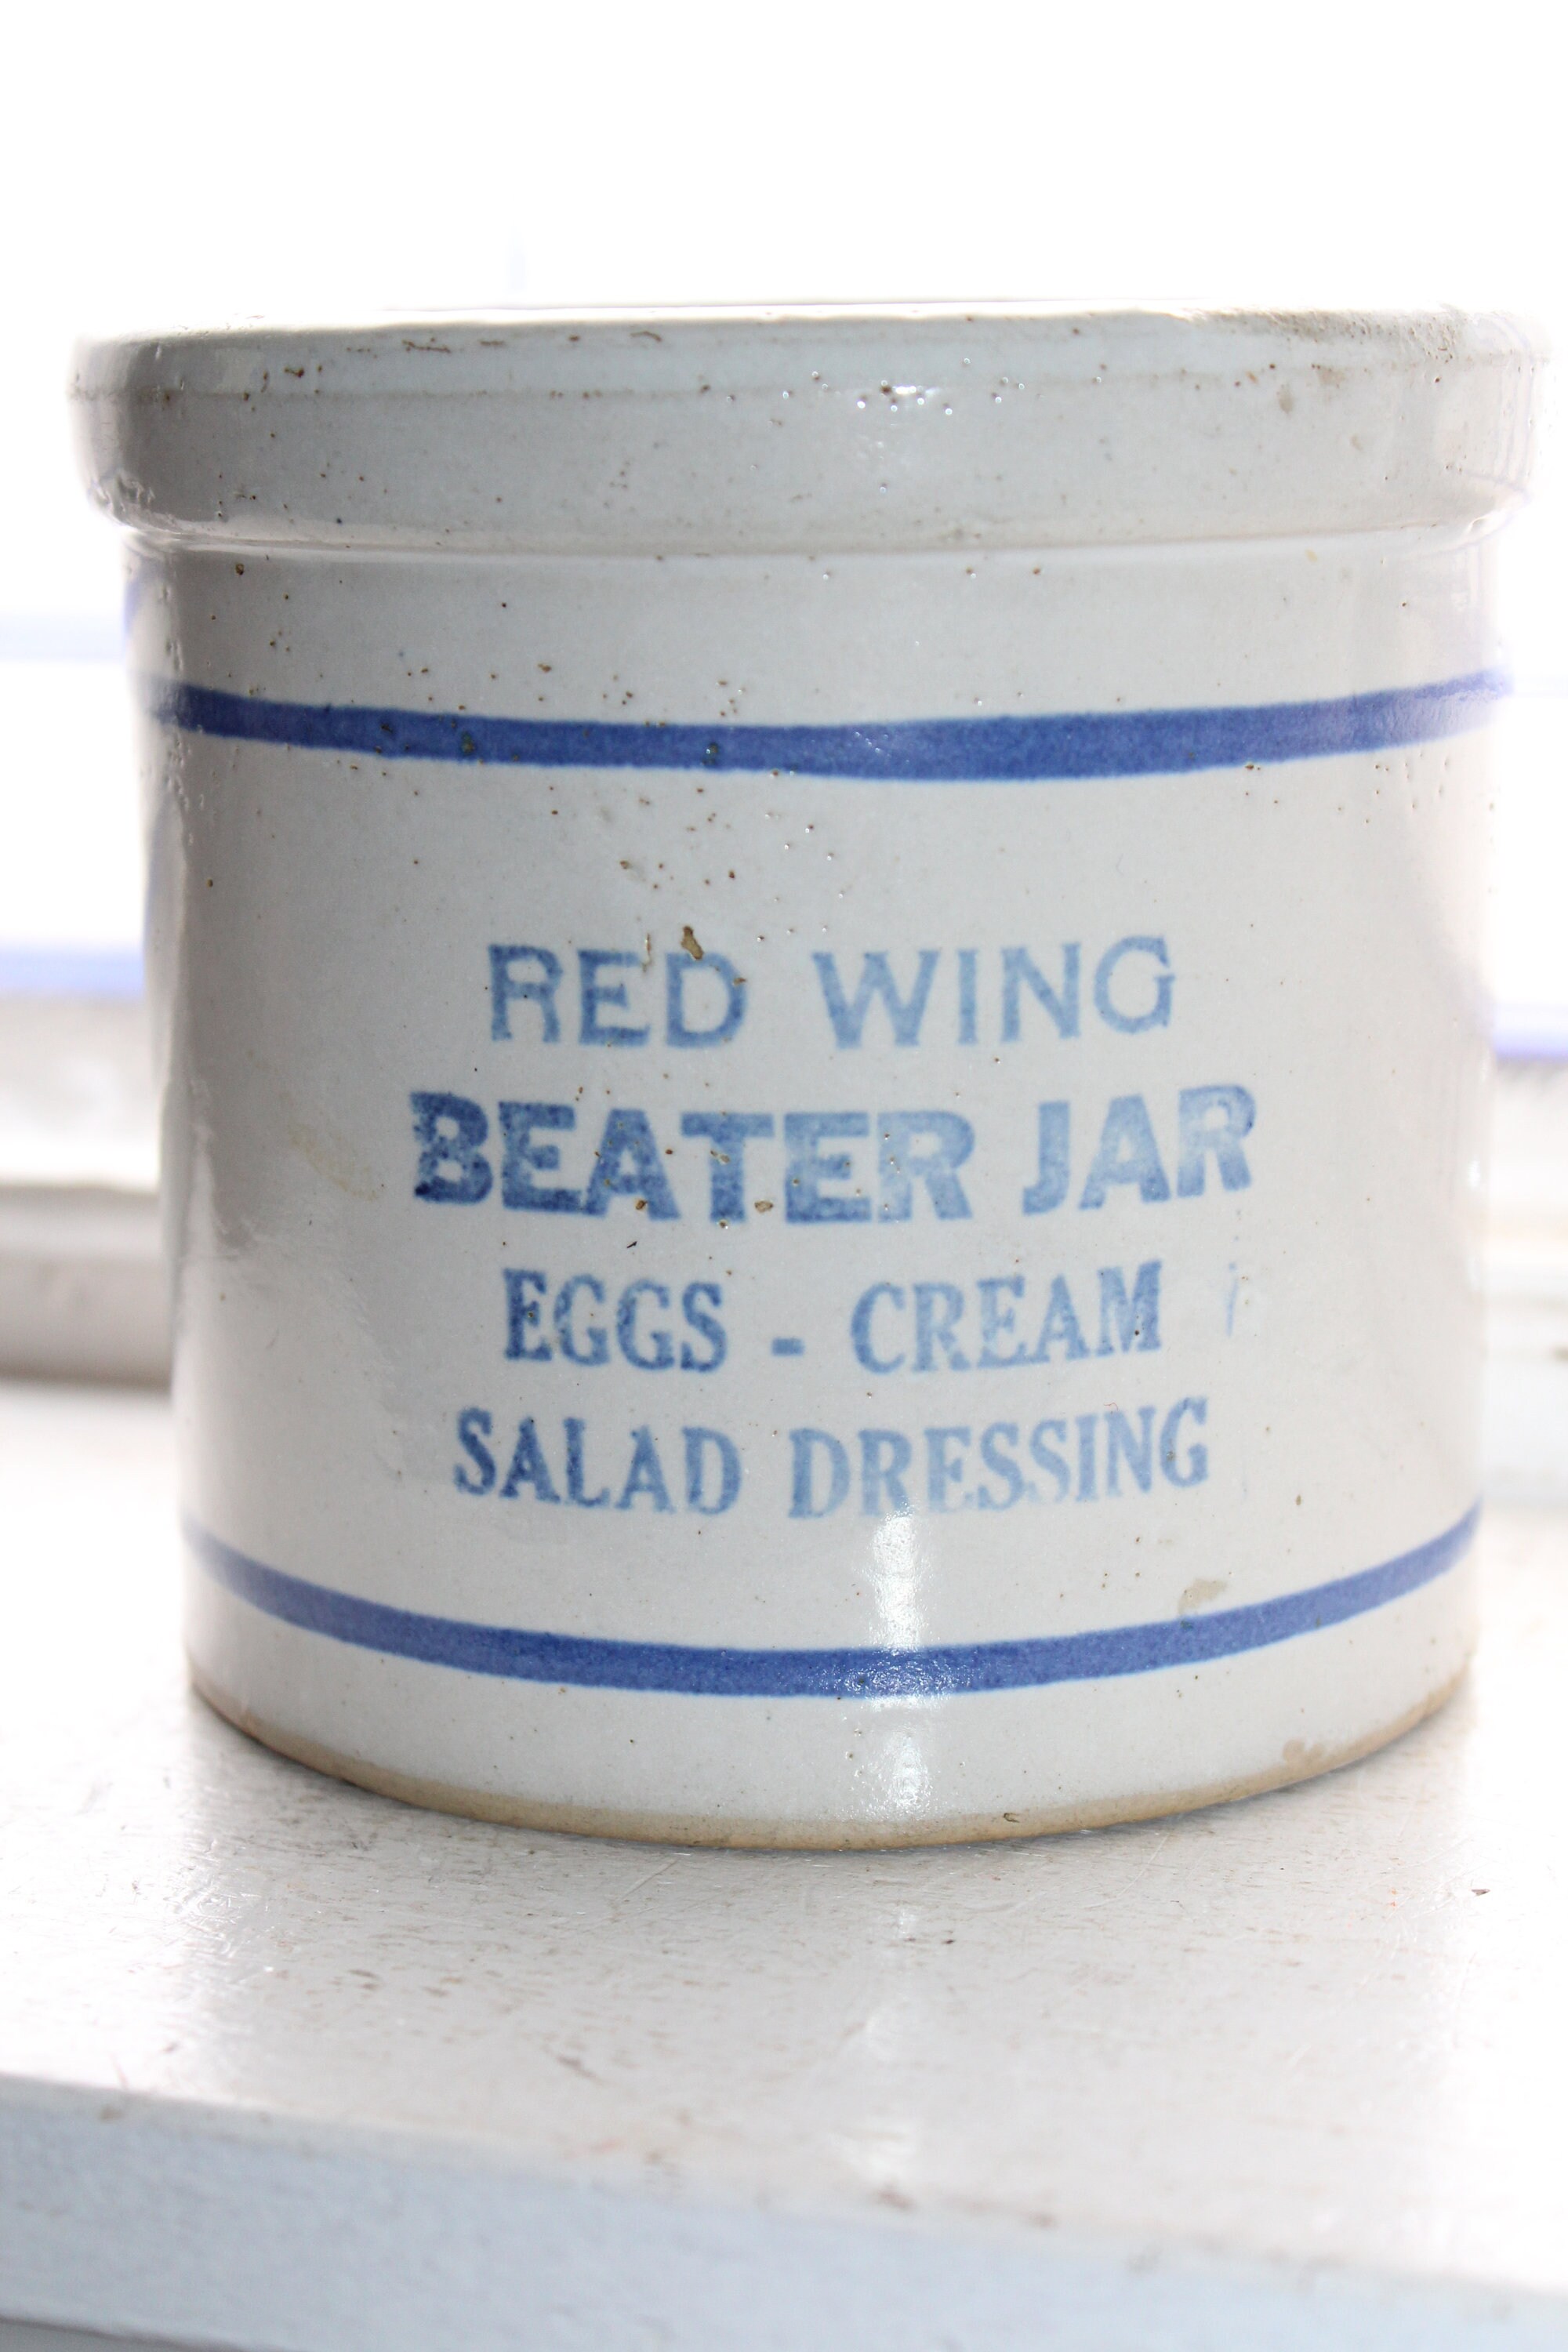 RED WING
BEATER JAR
EGGS - CREAM
SALAD DRESSING